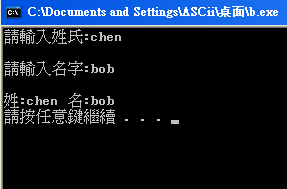 C:\Documents and Settings\ASCii\桌面\b.exe
請輸入姓氏:chen
請輸入名字:bob
姓:chen 名:bob
請按任意鍵繼續 . . .